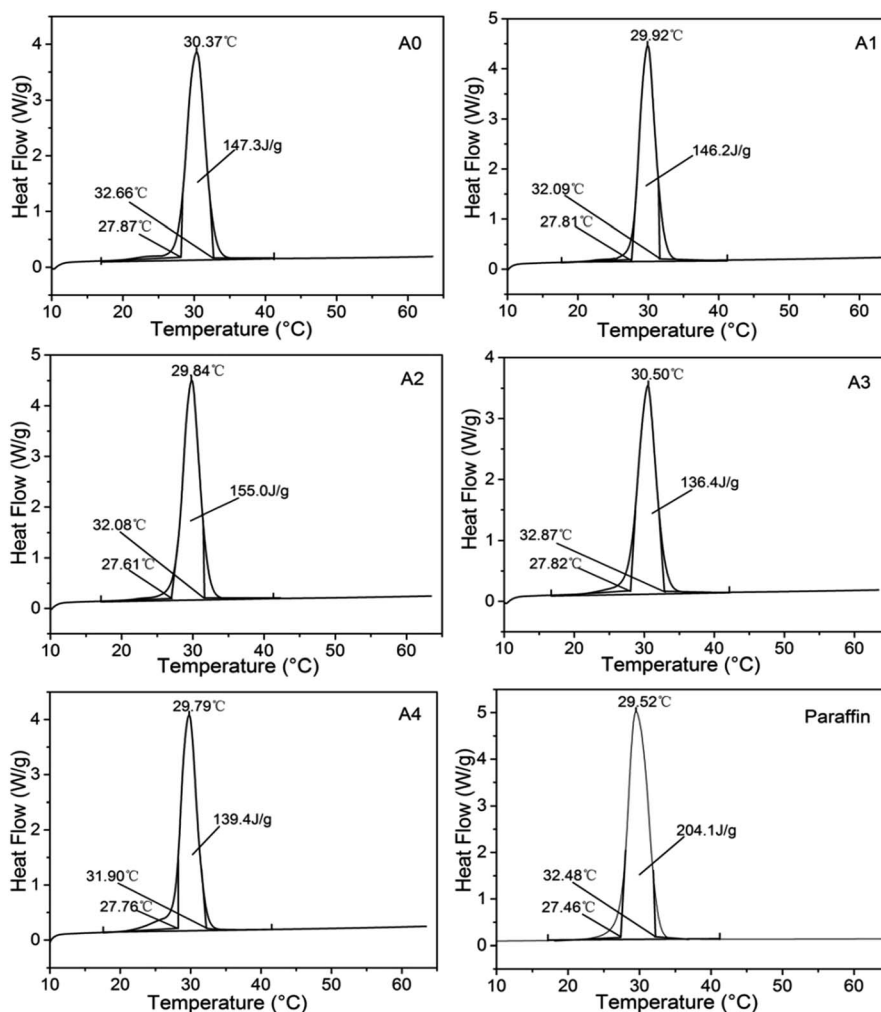 A0
30.37℃
147.3J/g
32.66℃
27.87℃
Heat Flow (W/g)
4
3
2
1
0
10 20 30 40 50 60
Temperature (°C)
A1
29.92℃
146.2J/g
32.09℃
27.81℃
Heat Flow (W/g)
5
4
3
2
1
0
10 20 30 40 50 60
Temperature (°C)
A2
29.84℃
155.0J/g
32.08℃
27.61℃
Heat Flow (W/g)
5
4
3
2
1
0
10 20 30 40 50 60
Temperature (°C)
A3
30.50℃
136.4J/g
32.87℃
27.82℃
Heat Flow (W/g)
4
3
2
1
0
10 20 30 40 50 60
Temperature (°C)
A4
29.79℃
139.4J/g
31.90℃
27.76℃
Heat Flow (W/g)
4
3
2
1
0
10 20 30 40 50 60
Temperature (°C)
Paraffin
29.52℃
204.1J/g
32.48℃
27.46℃
Heat Flow (W/g)
5
4
3
2
1
0
10 20 30 40 50 60
Temperature (°C)